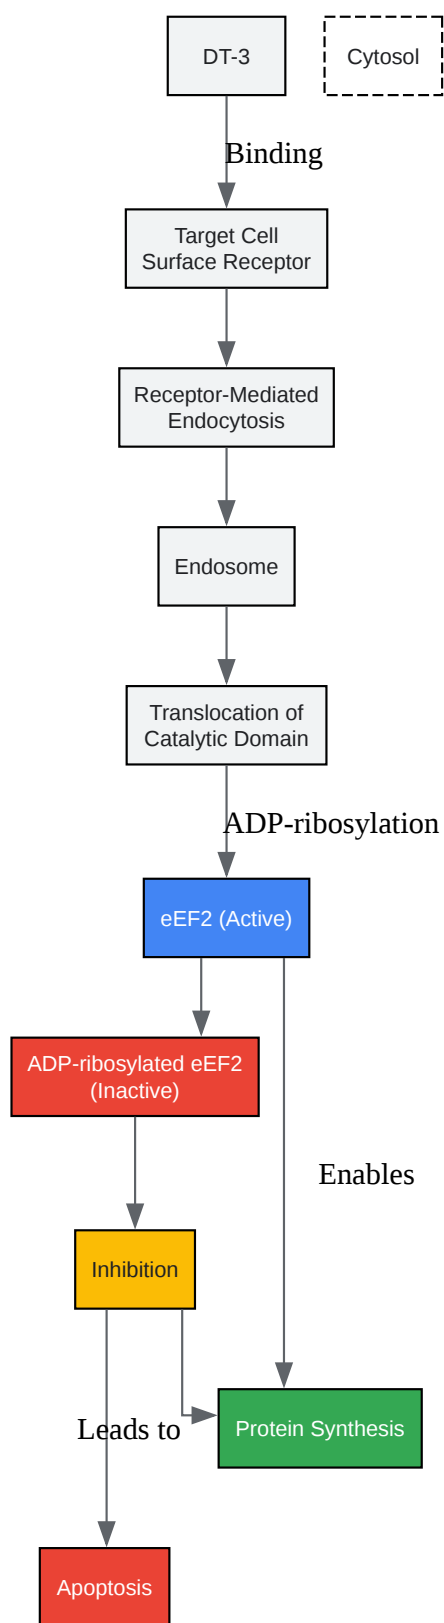 DT-3
Cytosol
Binding
Target Cell
Surface Receptor
Receptor-Mediated
Endocytosis
Endosome
Translocation of
Catalytic Domain
ADP-ribosylation
eEF2 (Active)
ADP-ribosylated eEF2
(Inactive)
Enables
Inhibition
Leads to
Protein Synthesis
Apoptosis